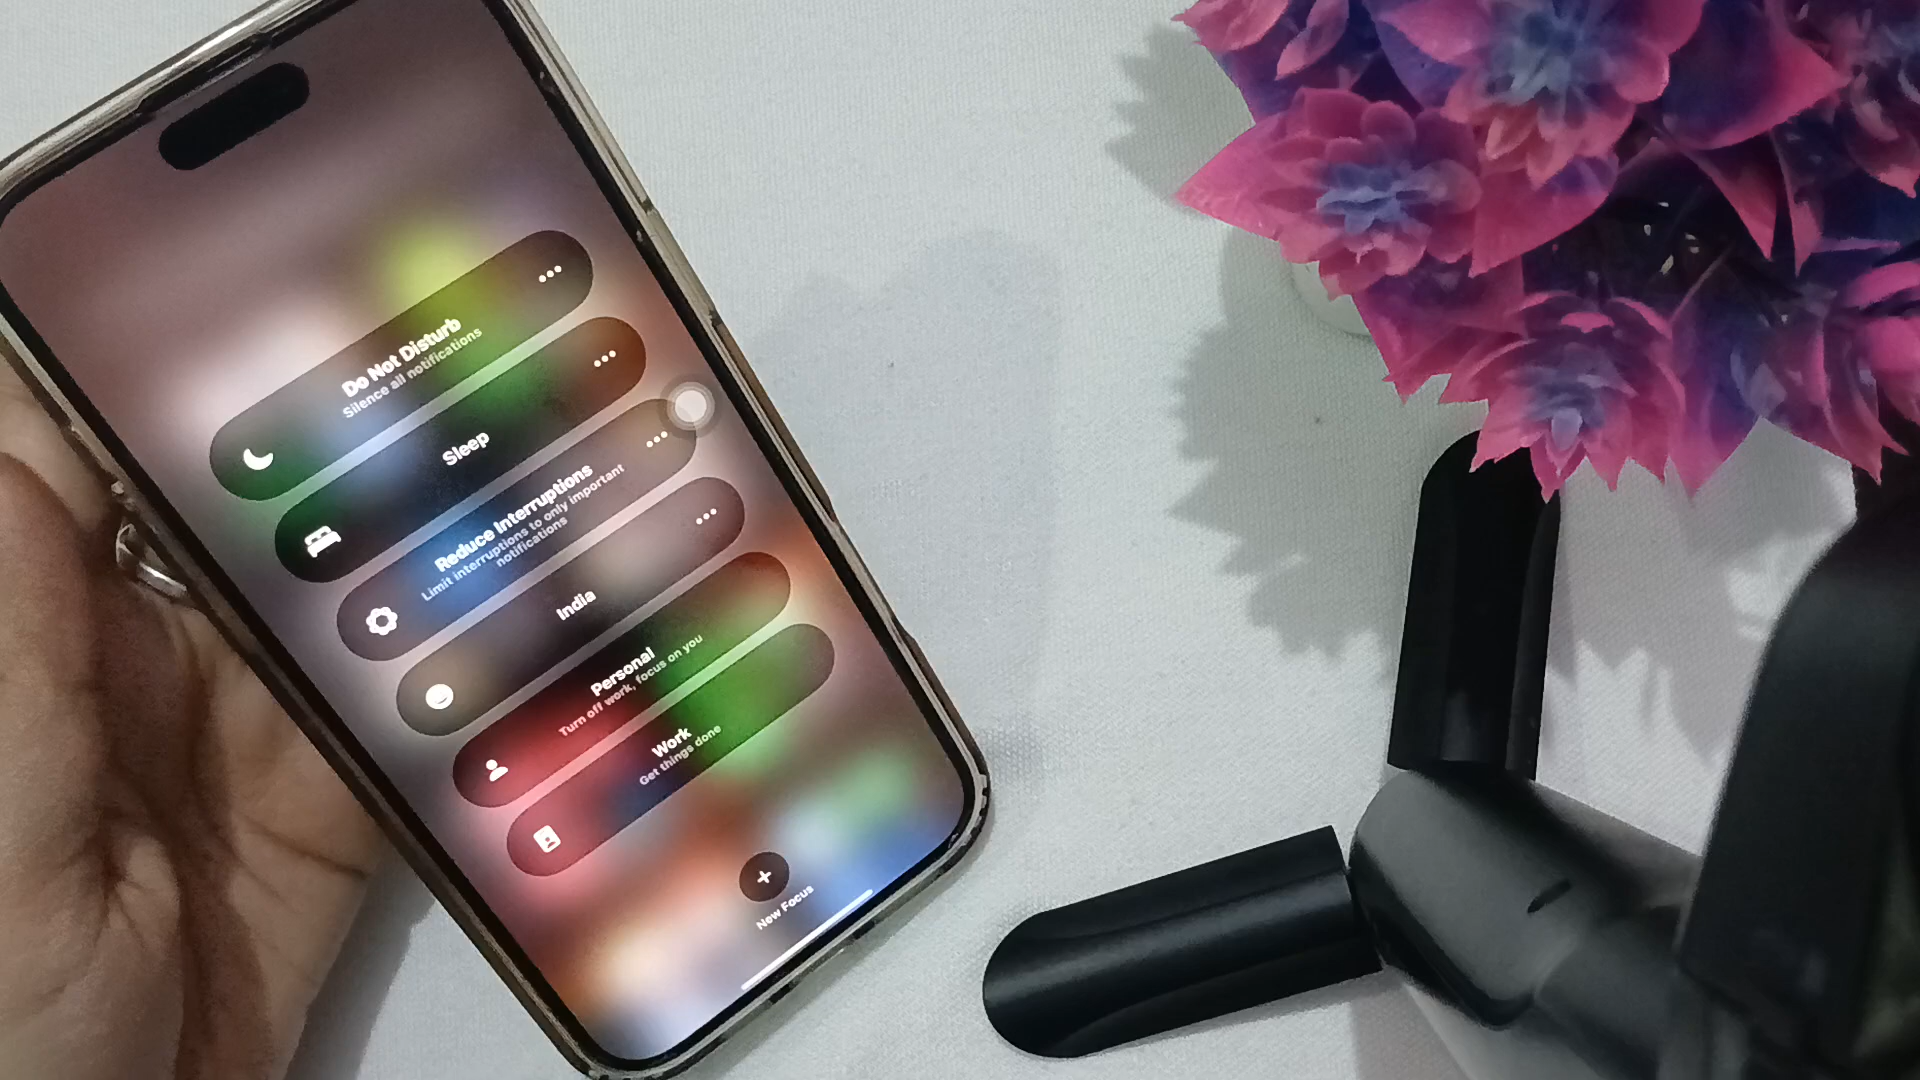 Do Not Disturb
Silence all notifications
Sleep
Reduce Interruptions
Limit interruptions to only important
notifications
India
Personal
Turn off work, focus on you
Work
Get things done
New Focus